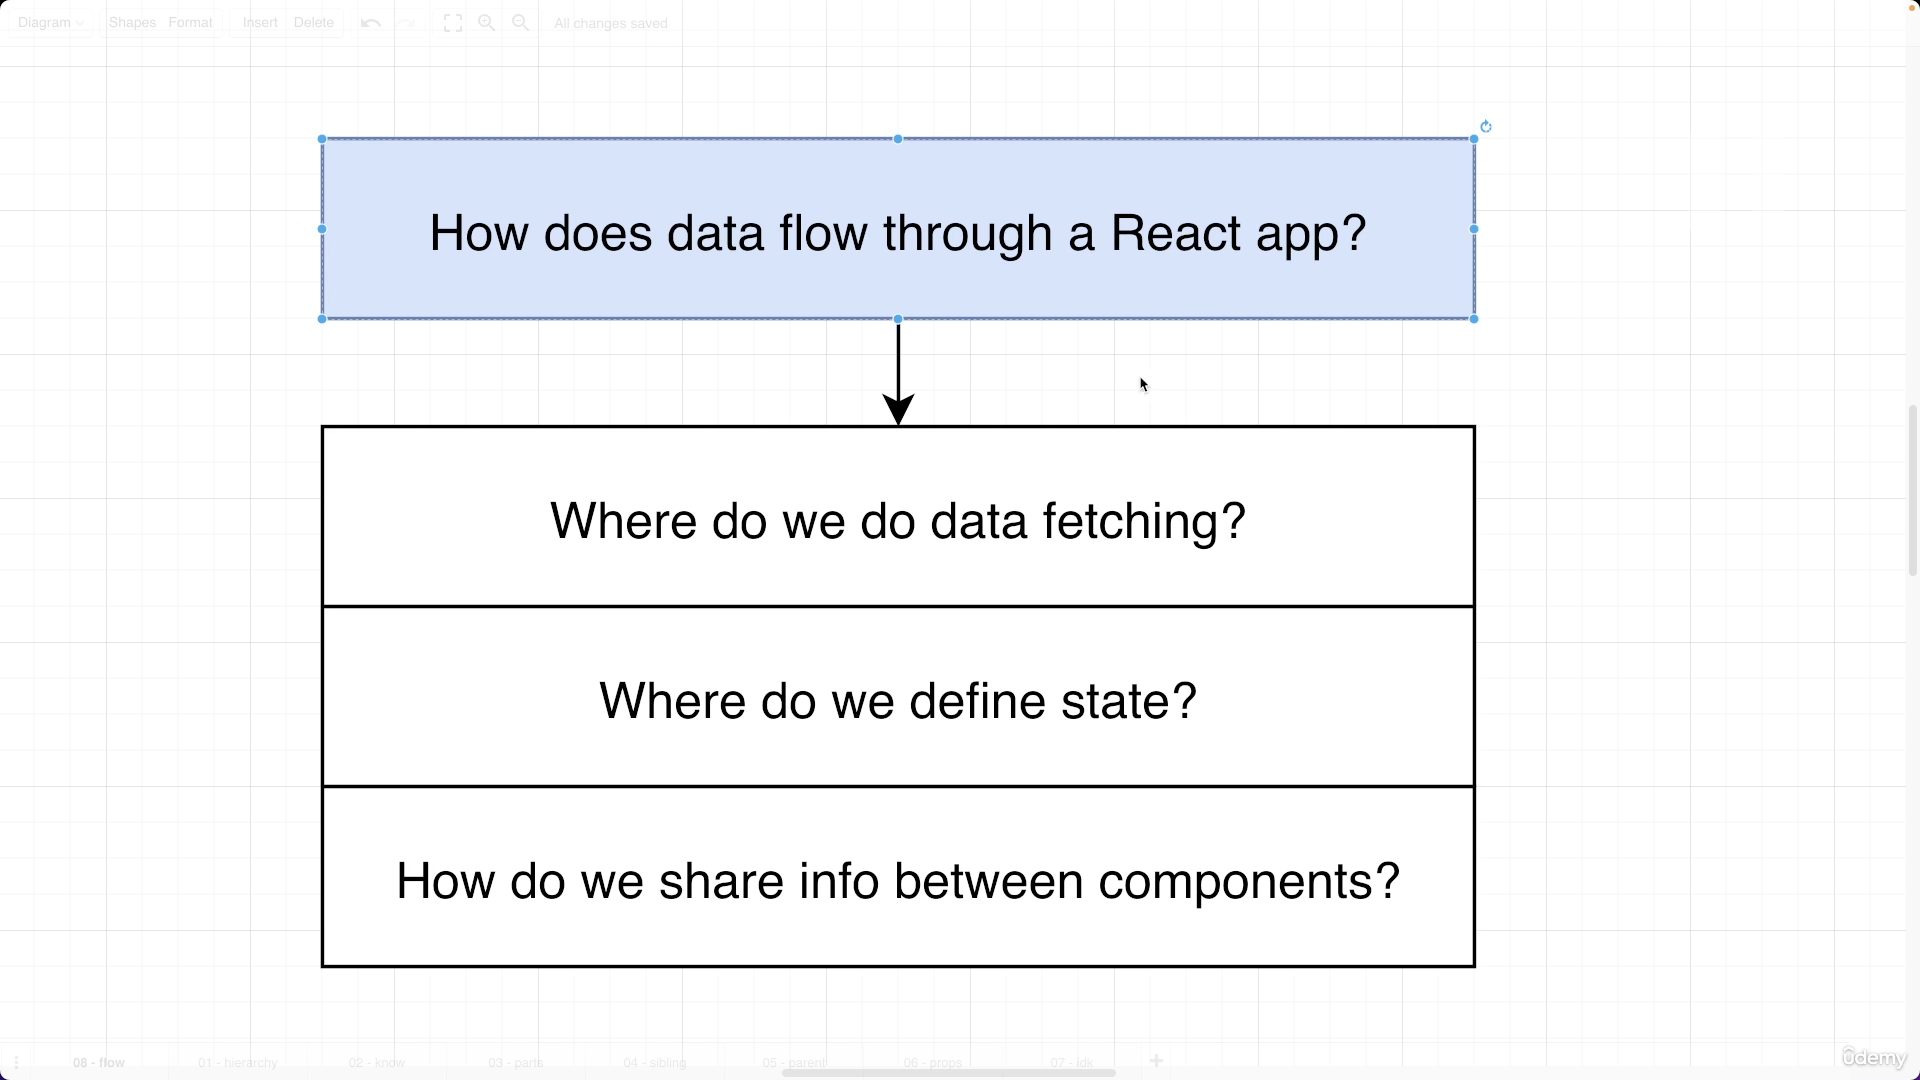 Diagram Shapes Format Insert Delete All changes saved
How does data flow through a React app?
Where do we do data fetching?
Where do we define state?
How do we share info between components?
08 - flow 01 - hierarchy 02 - know 03 - parts 04 - sibling 05 - parent 06 - props 07 - idk
ûdemy